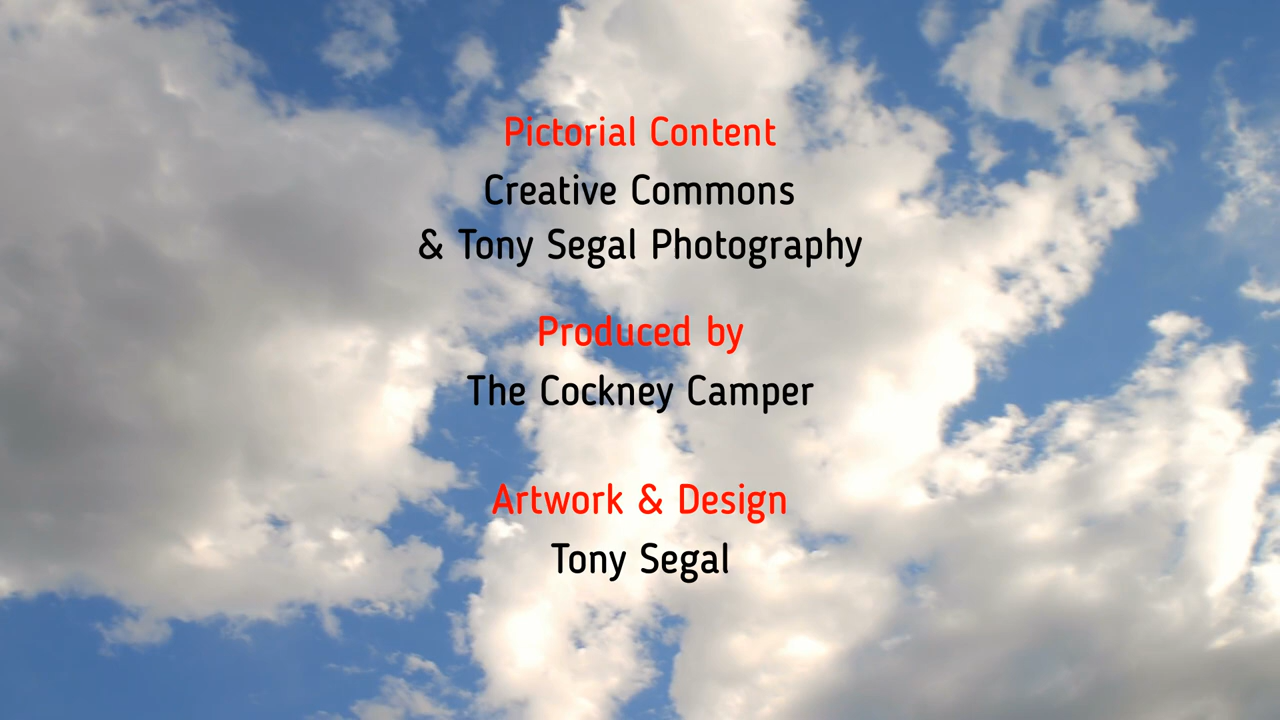 Pictorial Content
Creative Commons
& Tony Segal Photography
Produced by
The Cockney Camper
Artwork & Design
Tony Segal